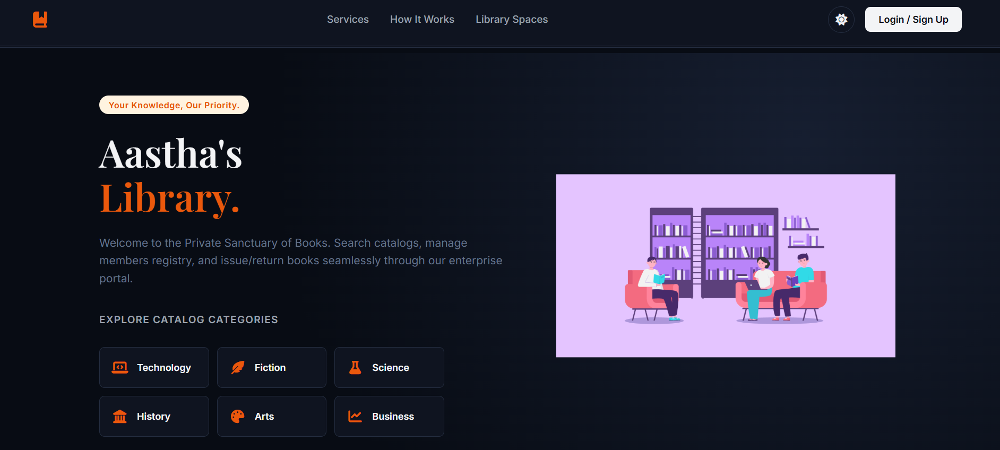 Services
How It Works
Library Spaces
Login / Sign Up
Your Knowledge, Our Priority.
Aastha's
Library.
Welcome to the Private Sanctuary of Books. Search catalogs, manage
members registry, and issue/return books seamlessly through our enterprise
portal.
EXPLORE CATALOG CATEGORIES
Technology
Fiction
Science
History
Arts
Business